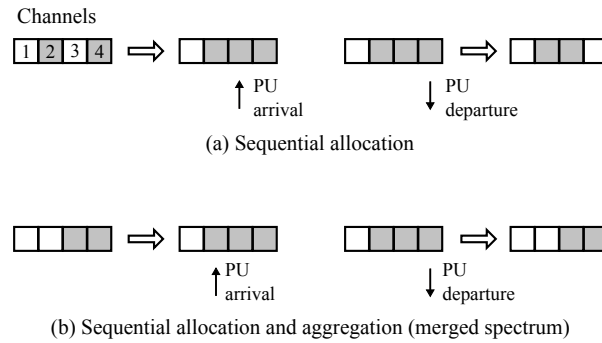 Channels
1 2 3 4
PU arrival
PU departure
(a) Sequential allocation
PU arrival
PU departure
(b) Sequential allocation and aggregation (merged spectrum)